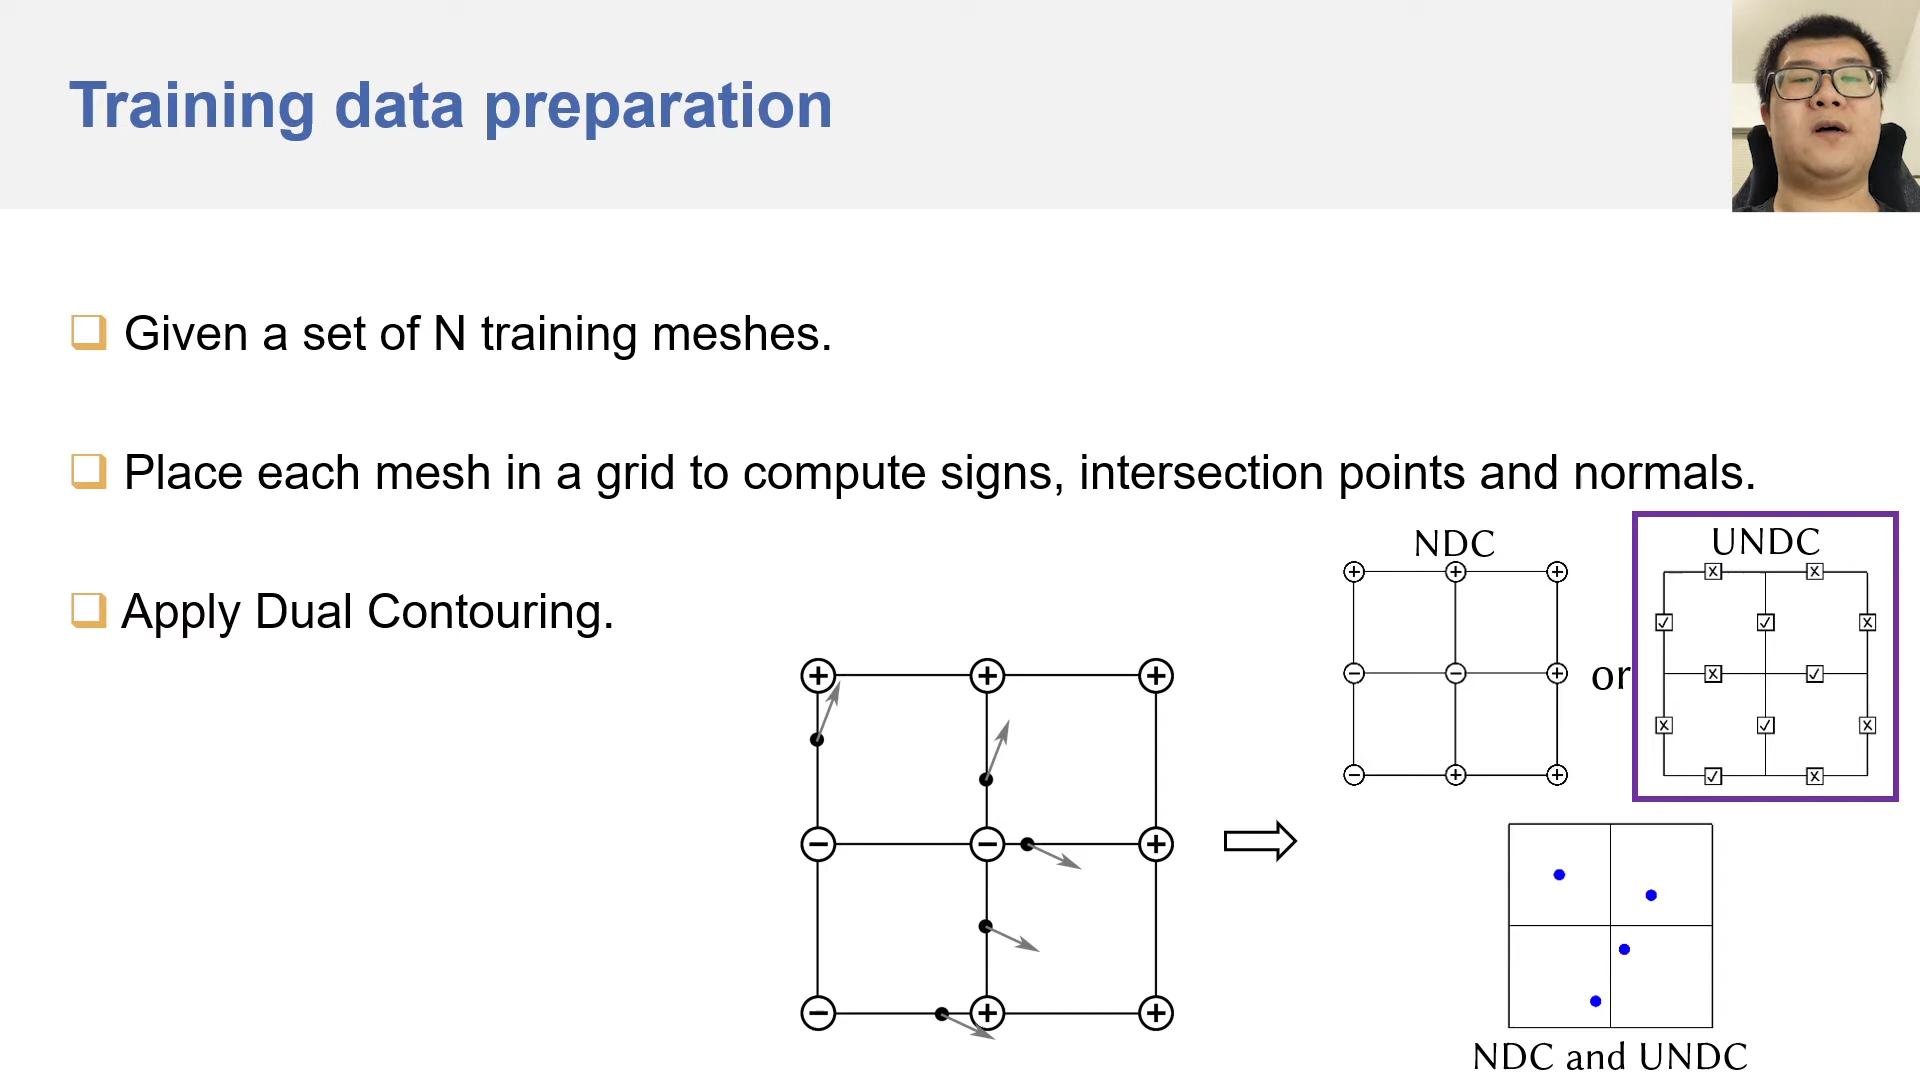 Training data preparation
Given a set of N training meshes.
Place each mesh in a grid to compute signs, intersection points and normals.
Apply Dual Contouring.
NDC
or
UNDC
NDC and UNDC